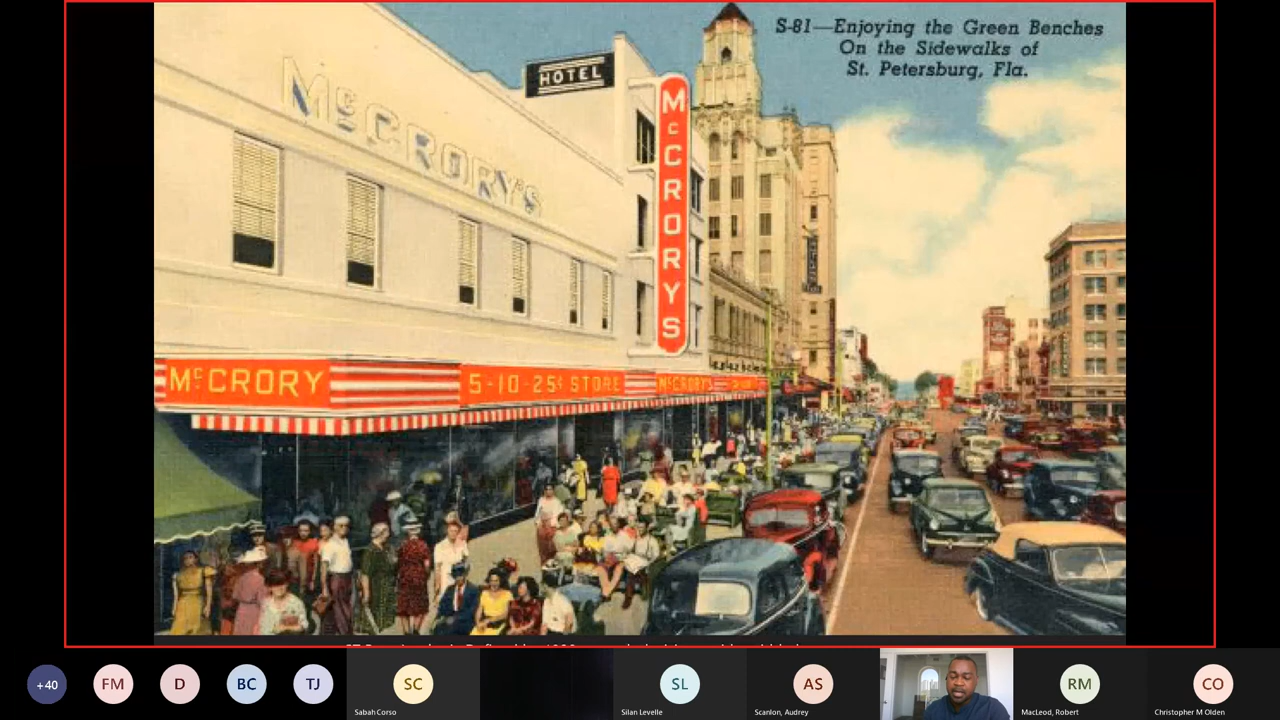 S-81—Enjoying the Green Benches
On the Sidewalks of
St. Petersburg, Fla.
HOTEL
McCRORY'S
McCRORYS
McCRORY
5-10-25¢ STORE
McCRORY'S
+40
FM
D
BC
TJ
SC
SL
AS
RM
CO
Sabah Corso
Silan Levelle
Scanlon, Audrey
MacLeod, Robert
Christopher M Olden